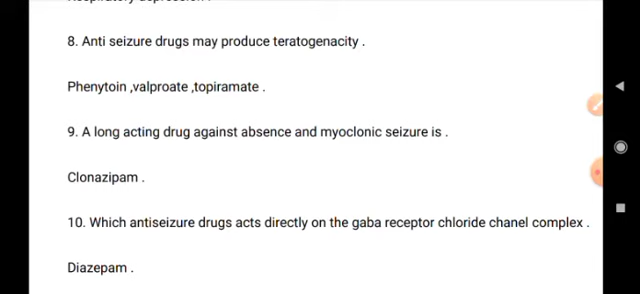 8. Anti seizure drugs may produce teratogenacity .
Phenytoin ,valproate ,topiramate .
9. A long acting drug against absence and myoclonic seizure is .
Clonazipam .
10. Which antiseizure drugs acts directly on the gaba receptor chloride chanel complex .
Diazepam .